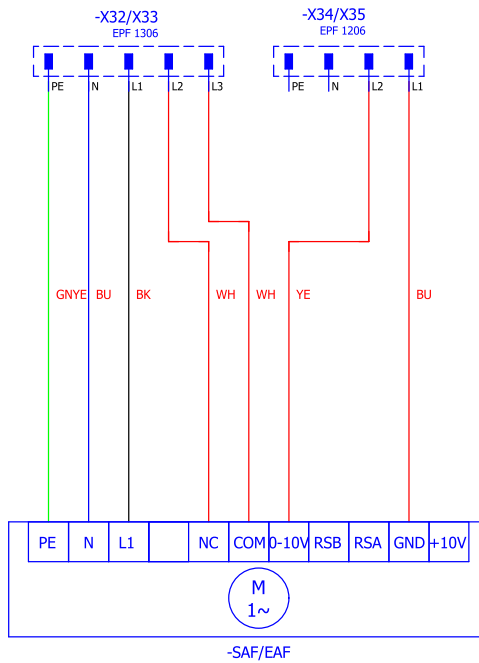 -X32/X33
EPF 1306
-X34/X35
EPF 1206
PE N L1 L2 L3 PE N L2 L1
GNYE BU BK WH WH YE BU
PE N L1 NC COM 0-10V RSB RSA GND +10V
M
1~
-SAF/EAF